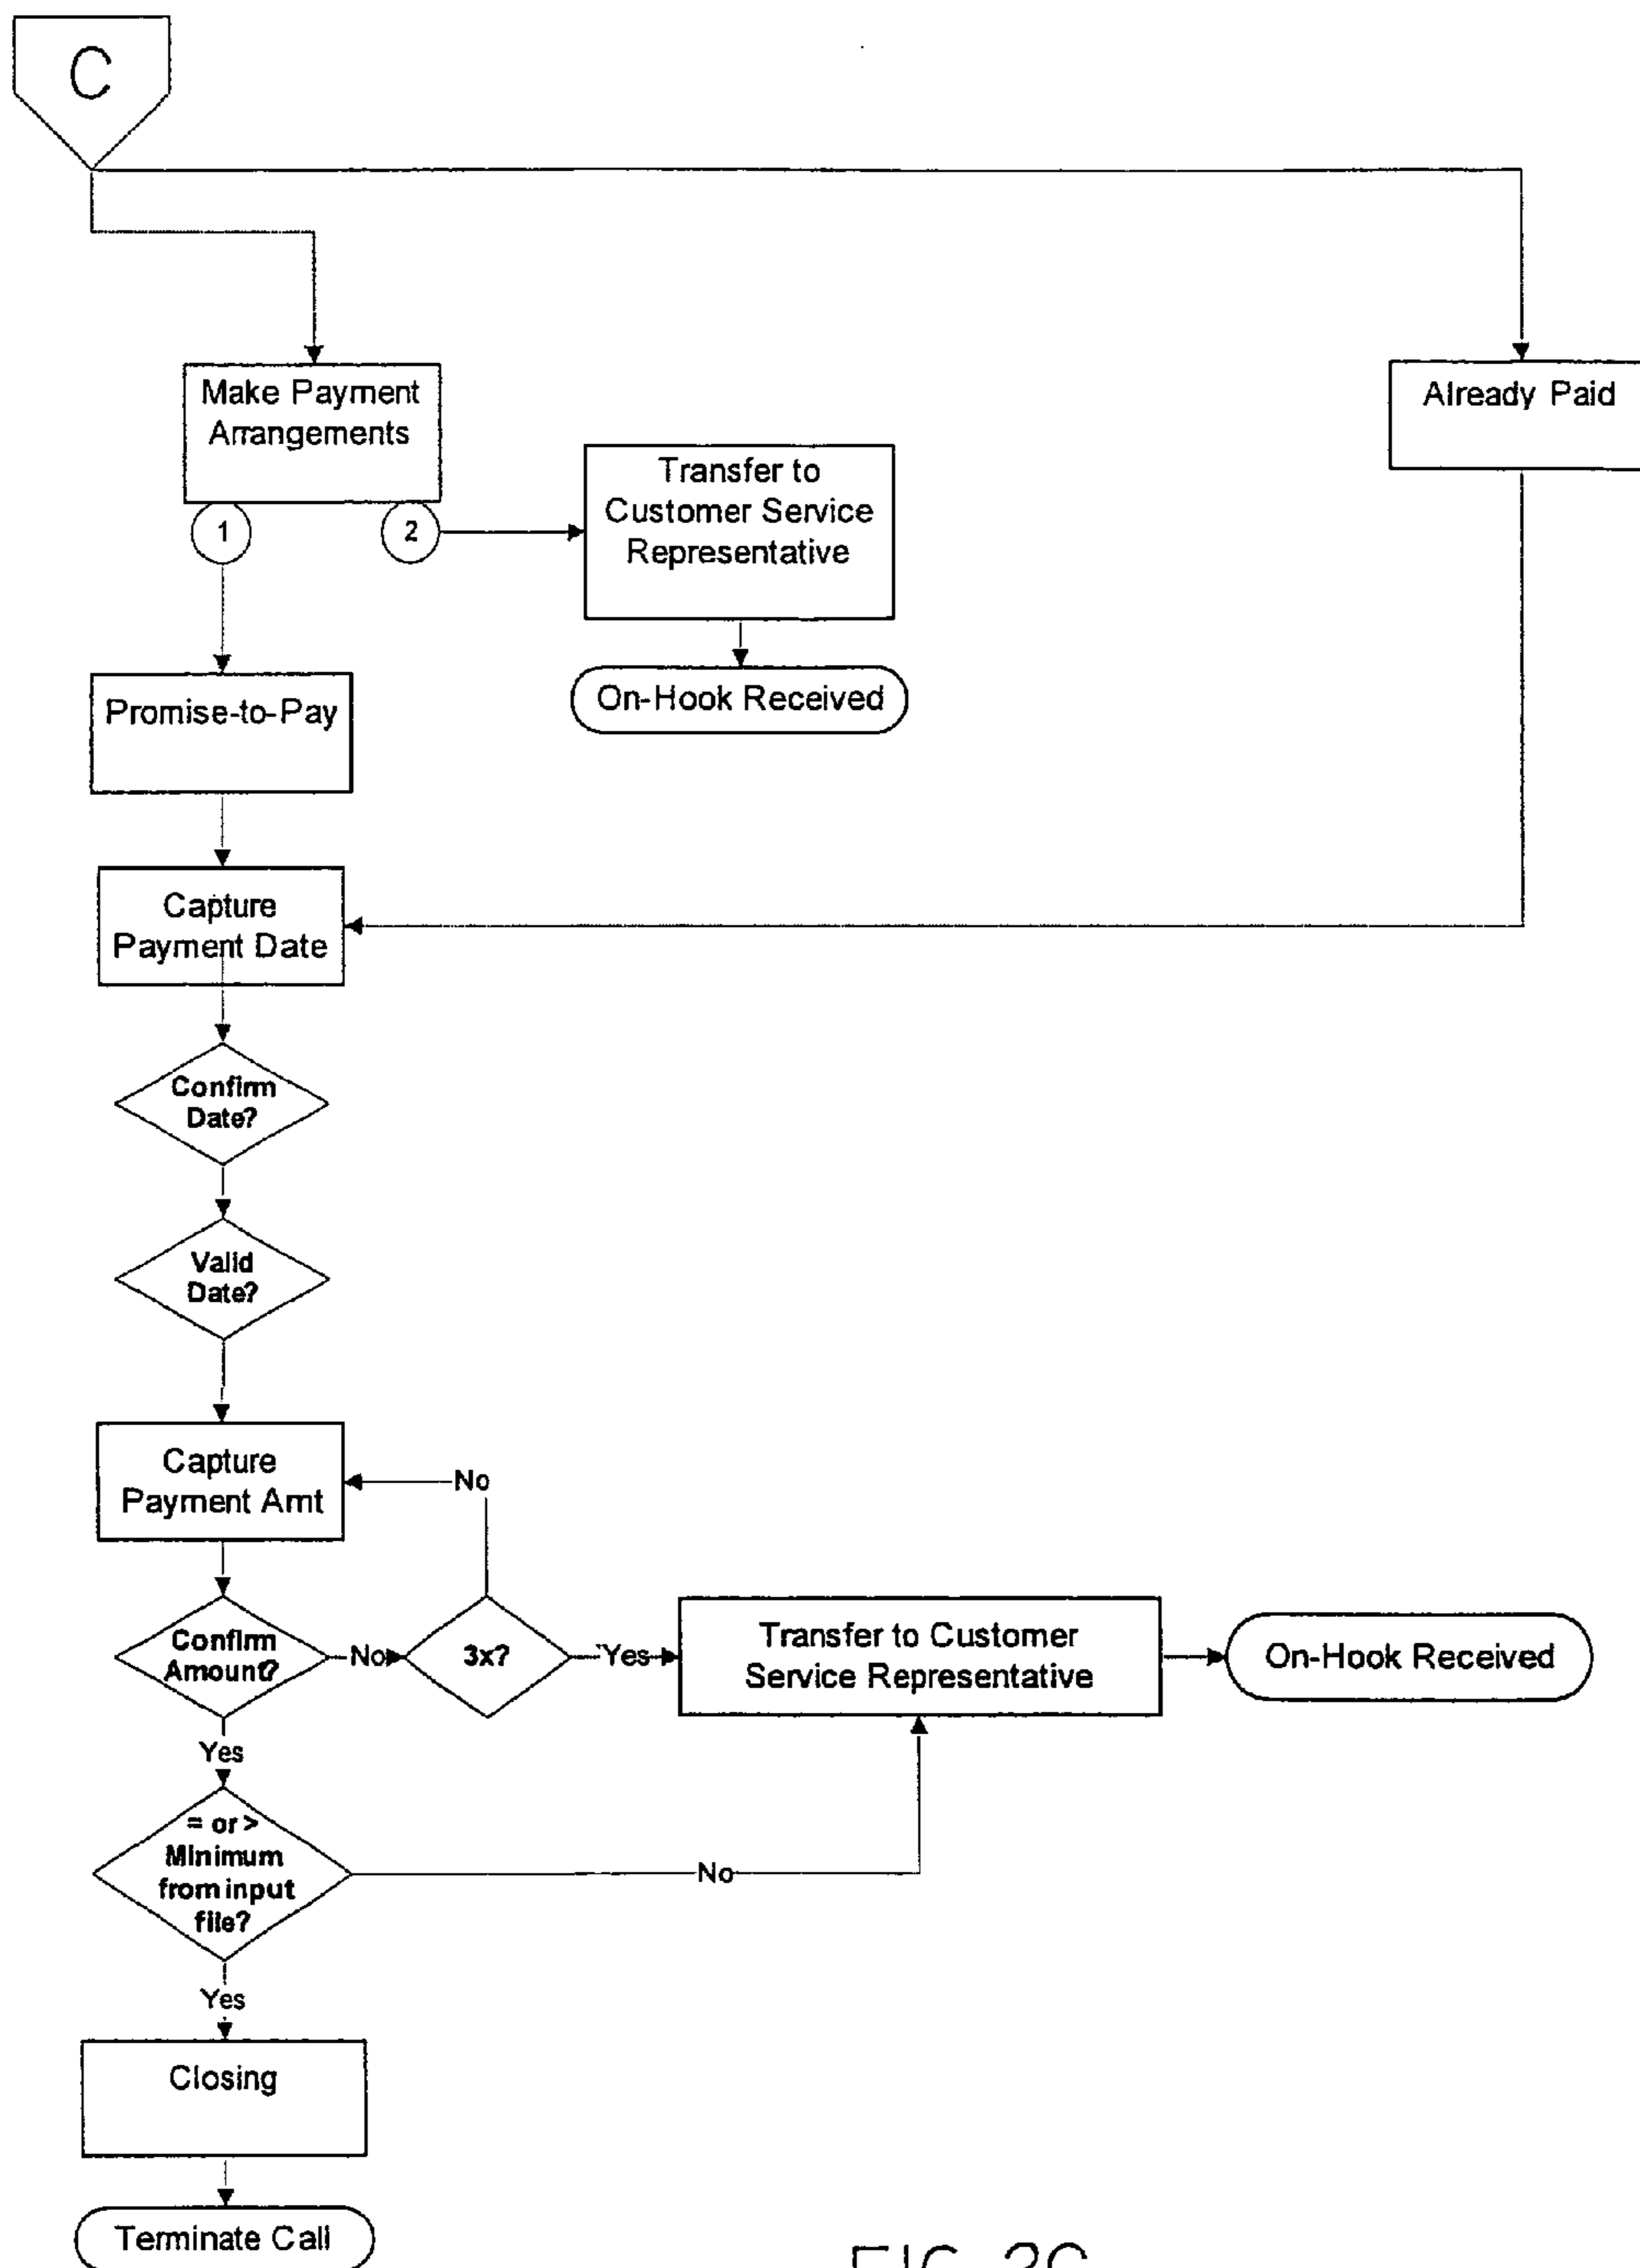 C
Make Payment
Arrangements
Already Paid
1
2
Transfer to
Customer Service
Representative
Promise-to-Pay
On-Hook Received
Capture
Payment Date
Confirm
Date?
Valid
Date?
Capture
Payment Amt
No
Confirm
Amount?
No
3x?
Yes
Transfer to Customer
Service Representative
On-Hook Received
Yes
= or >
Minimum
from input
file?
No
Yes
Closing
Terminate Call